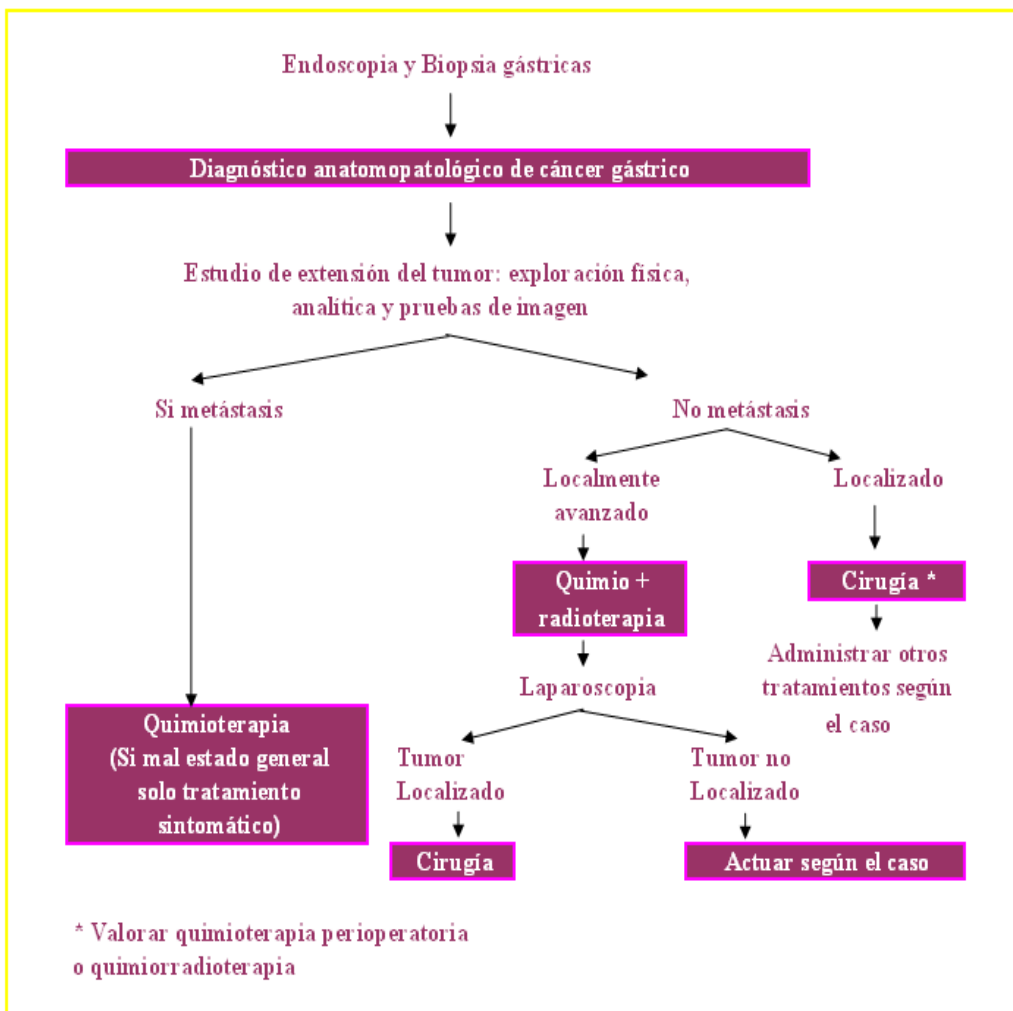 Endoscopia y Biopsia gástricas
Diagnóstico anatomopatológico de cáncer gástrico
Estudio de extensión del tumor: exploración física,
analítica y pruebas de imagen
Si metástasis
No metástasis
Localmente
avanzado
Localizado
Quimio +
radioterapia
Cirugía *
Laparoscopia
Administrar otros
tratamientos según
el caso
Quimioterapia
(Si mal estado general
solo tratamiento
sintomático)
Tumor
Localizado
Tumor no
Localizado
Cirugía
Actuar según el caso
* Valorar quimioterapia perioperatoria
o quimiorradioterapia